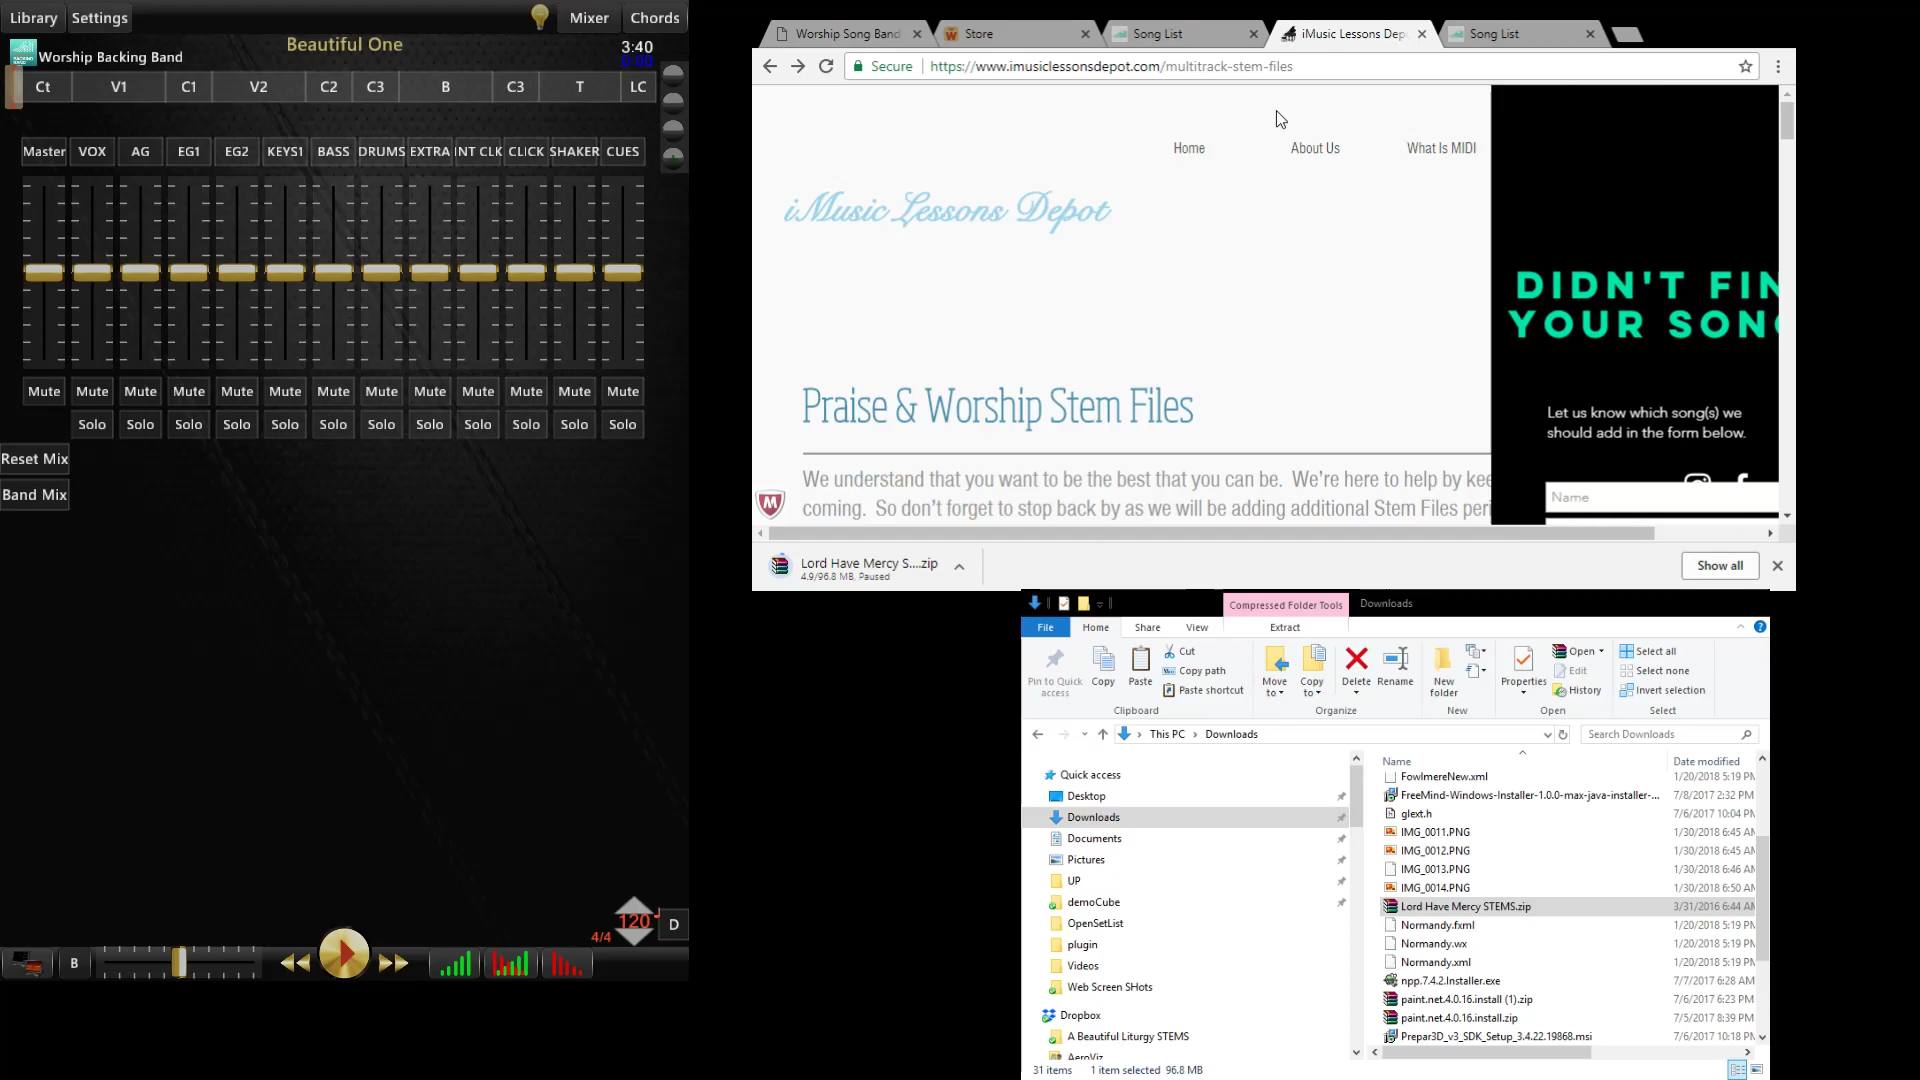 Library Settings Mixer Chords
Beautiful One
3:40
0:00
Worship Backing Band
Ct V1 C1 V2 C2 C3 B C3 T LC
Master VOX AG EG1 EG2 KEYS1 BASS DRUMS EXTRA INT CLK CLICK SHAKER CUES
Mute Mute Mute Mute Mute Mute Mute Mute Mute Mute Mute Mute Mute
Solo Solo Solo Solo Solo Solo Solo Solo Solo Solo Solo Solo
Reset Mix
Band Mix
120
4/4
D
B
Worship Song Band Store Song List iMusic Lessons Dep Song List
Secure https://www.imusiclessonsdepot.com/multitrack-stem-files
Home About Us What Is MIDI
iMusic Lessons Depot
Praise & Worship Stem Files
We understand that you want to be the best that you can be. We're here to help by kee
coming. So don't forget to stop back by as we will be adding additional Stem Files peri
DIDN'T FIN
YOUR SON
Let us know which song(s) we
should add in the form below.
Name
Lord Have Mercy S....zip
4.9/96.8 MB, Paused
Show all
Compressed Folder Tools Downloads
File Home Share View Extract
Pin to Quick
access
Copy
Paste
Cut
Copy path
Paste shortcut
Clipboard
Move
to
Copy
to
Delete
Rename
Organize
New
folder
New
Properties
Open
Edit
History
Open
Select all
Select none
Invert selection
Select
This PC Downloads
Search Downloads
Quick access
Desktop
Downloads
Documents
Pictures
UP
demoCube
OpenSetList
plugin
Videos
Web Screen SHots
Dropbox
A Beautiful Liturgy STEMS
AeroViz
Name Date modified
FowlmereNew.xml 1/20/2018 5:19 PM
FreeMind-Windows-Installer-1.0.0-max-java-installer-... 7/8/2017 2:32 PM
glext.h 7/6/2017 10:04 PM
IMG_0011.PNG 1/30/2018 6:45 AM
IMG_0012.PNG 1/30/2018 6:45 AM
IMG_0013.PNG 1/30/2018 6:46 AM
IMG_0014.PNG 1/30/2018 6:50 AM
Lord Have Mercy STEMS.zip 3/31/2016 6:44 AM
Normandy.fxml 1/20/2018 5:19 PM
Normandy.wx 1/20/2018 5:19 PM
Normandy.xml 1/20/2018 5:19 PM
npp.7.4.2.Installer.exe 7/7/2017 6:28 AM
paint.net.4.0.16.install (1).zip 7/6/2017 6:23 PM
paint.net.4.0.16.install.zip 7/5/2017 8:39 PM
Prepar3D_v3_SDK_Setup_3.4.22.19868.msi 7/6/2017 10:18 PM
31 items 1 item selected 96.8 MB